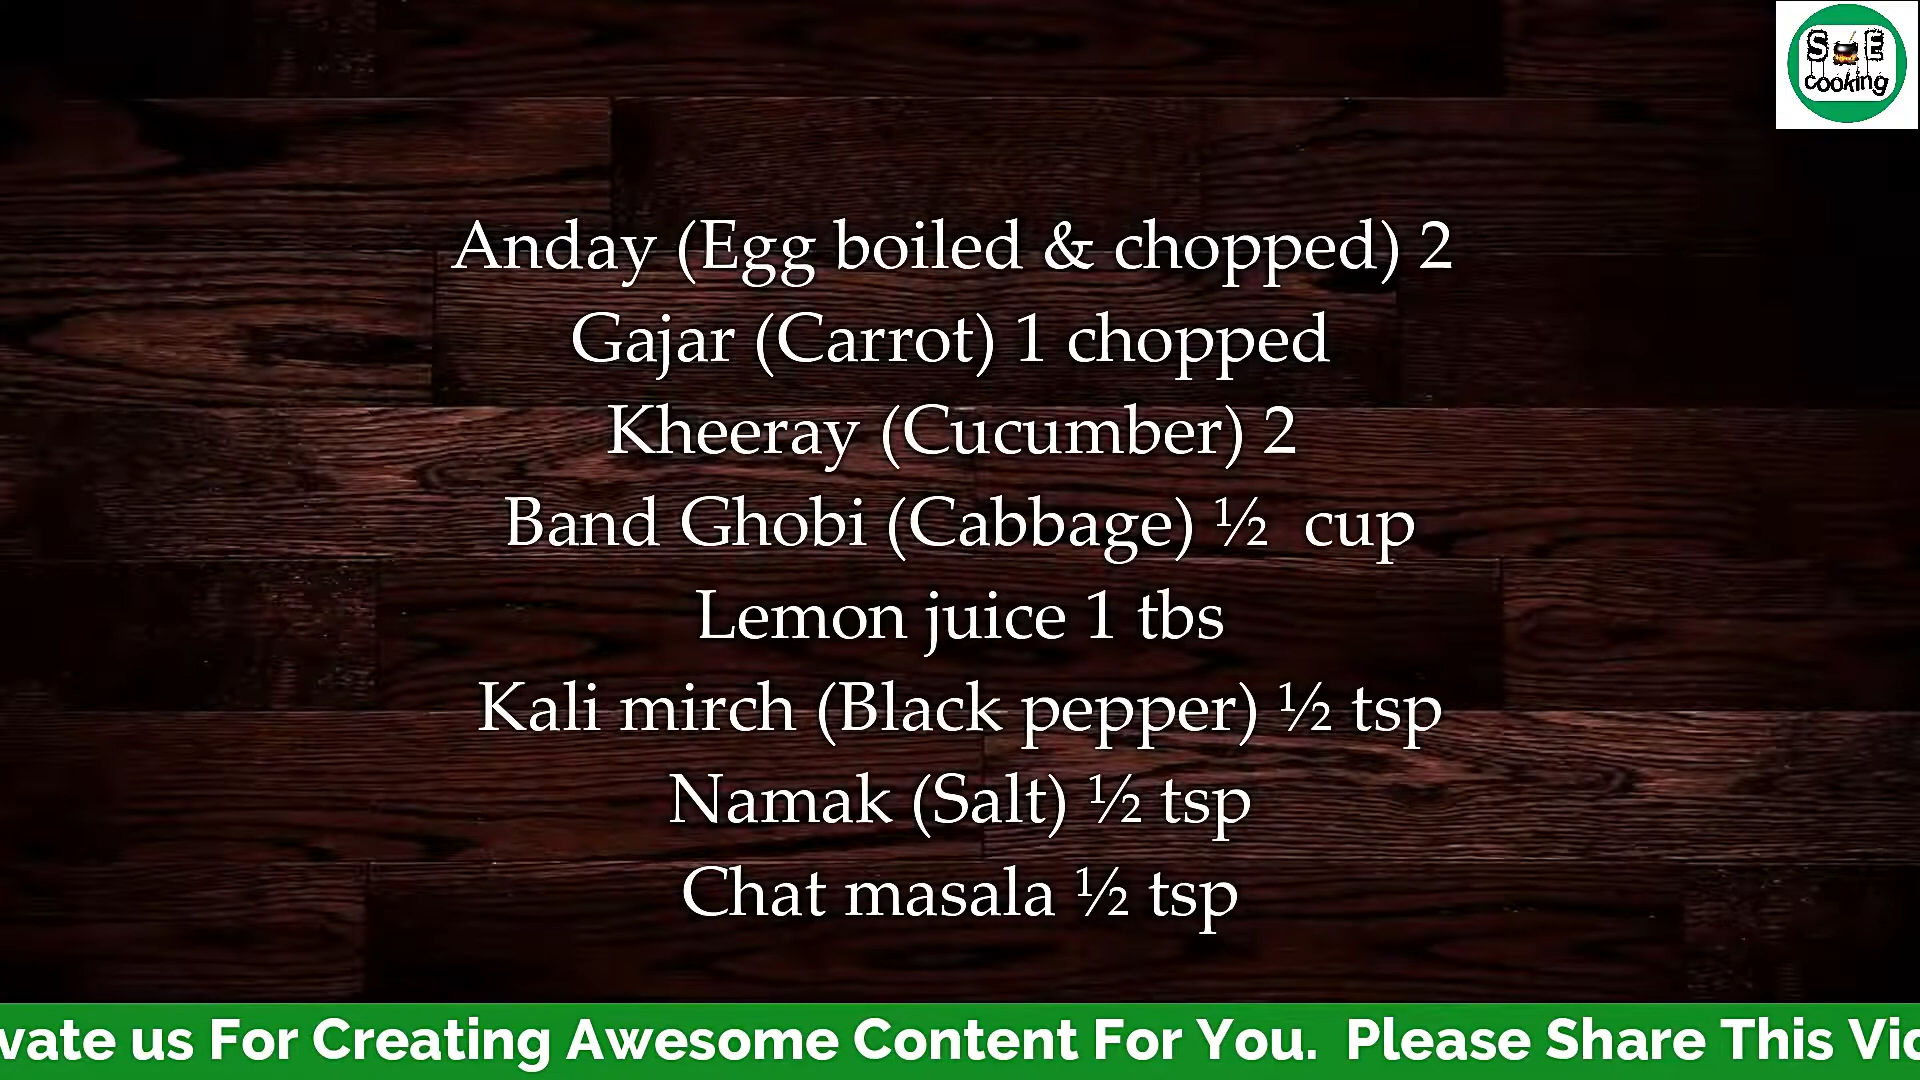 S E
cooking
Anday (Egg boiled & chopped) 2
Gajar (Carrot) 1 chopped
Kheeray (Cucumber) 2
Band Ghobi (Cabbage) ½ cup
Lemon juice 1 tbs
Kali mirch (Black pepper) ½ tsp
Namak (Salt) ½ tsp
Chat masala ½ tsp
vate us For Creating Awesome Content For You. Please Share This Vid